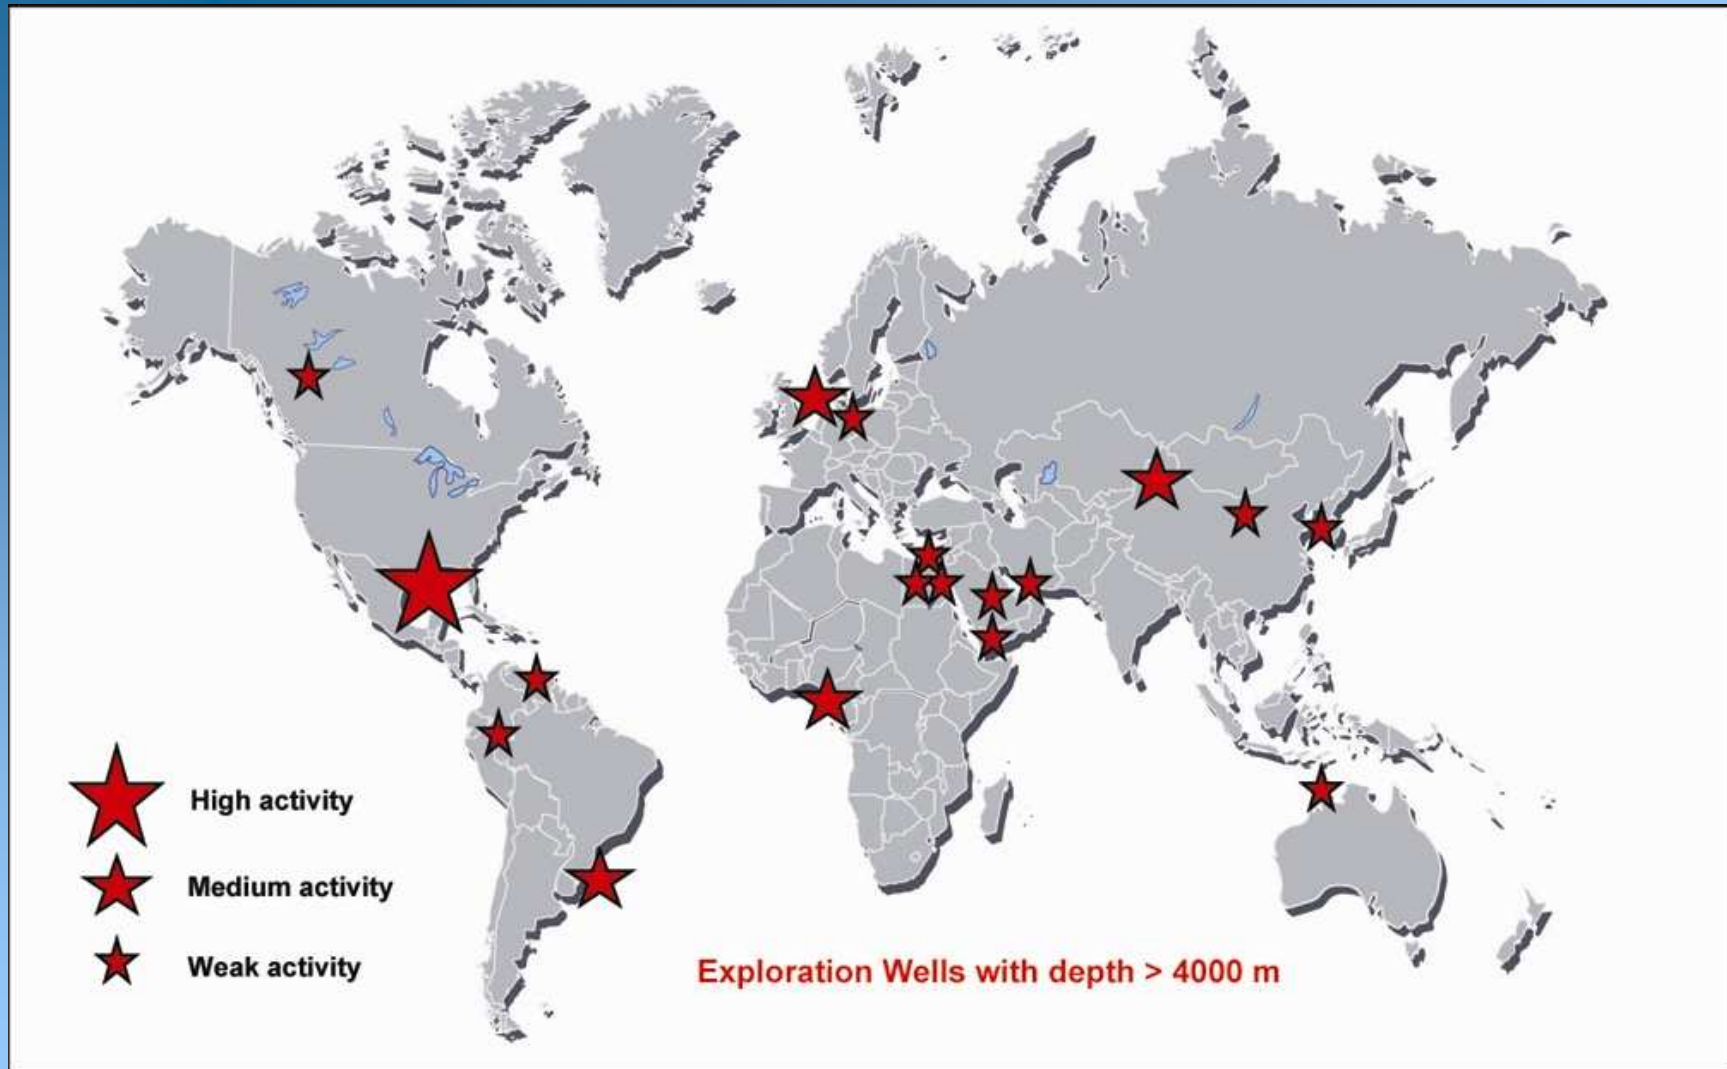 High activity
Medium activity
Weak activity
Exploration Wells with depth > 4000 m